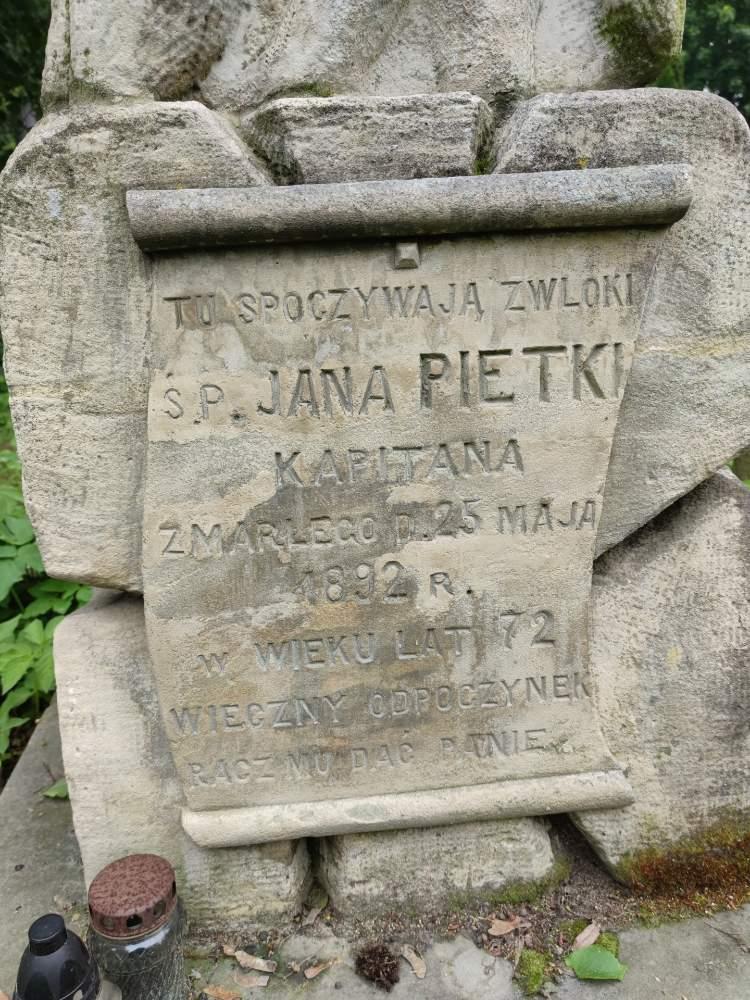 TU SPOCZYWAJĄ ZWLOKI
ŚP. JANA PIETKI
KAPITANA
ZMARŁEGO D. 25 MAJA
1892 R.
W WIEKU LAT 72
WIECZNY ODPOCZYNEK
RACZ MU DAĆ PANIE